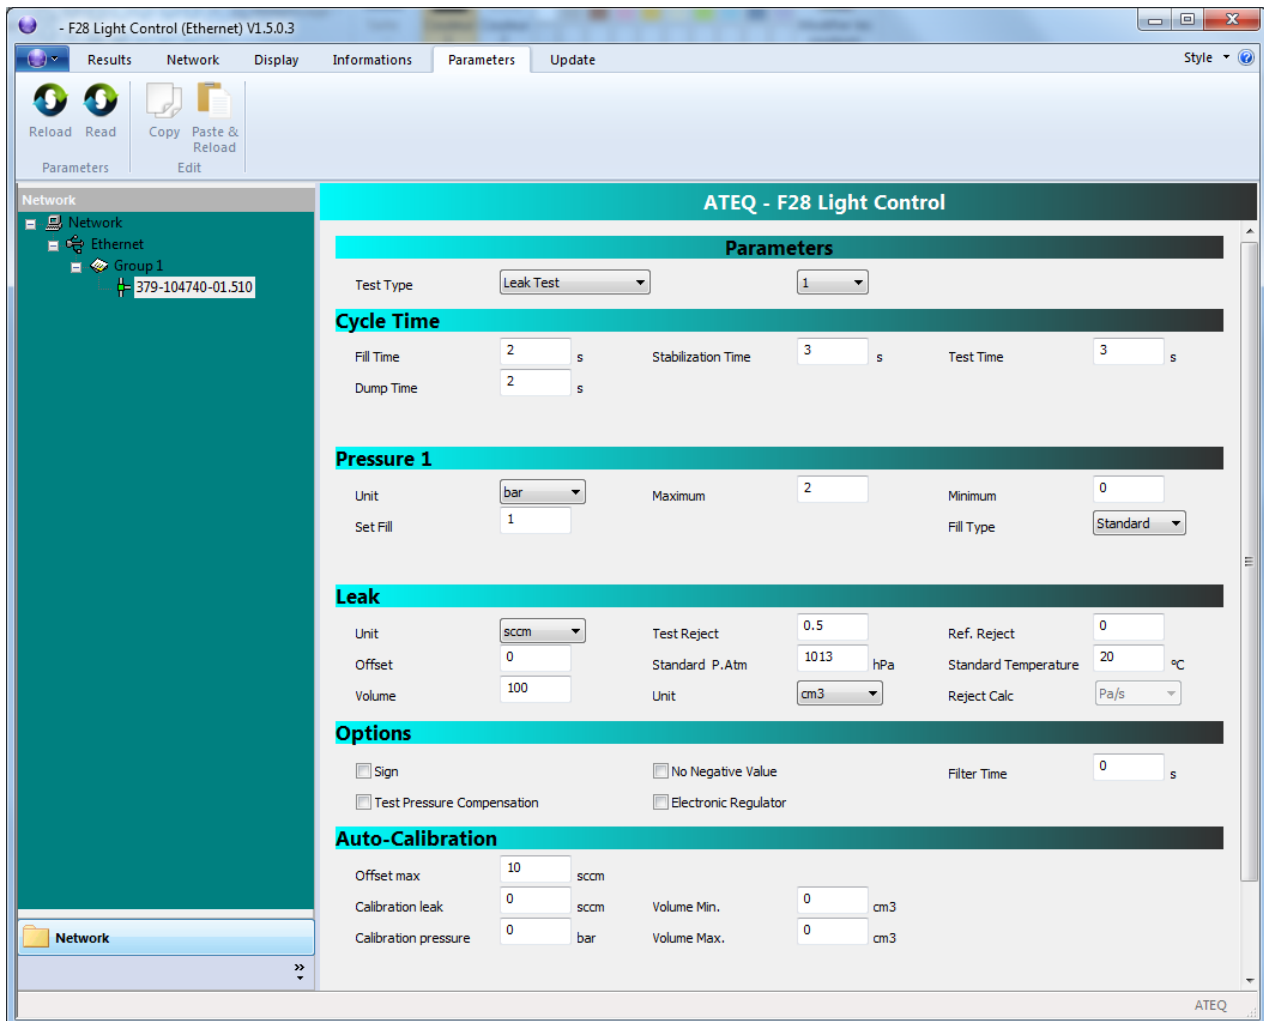 - F28 Light Control (Ethernet) V1.5.0.3
Results Network Display Informations Parameters Update Style
Reload Read Copy Paste & Reload
Parameters Edit
Network
Network
Ethernet
Group 1
379-104740-01.510
Network
ATEQ - F28 Light Control
Parameters
Test Type Leak Test 1
Cycle Time
Fill Time 2 s Stabilization Time 3 s Test Time 3 s
Dump Time 2 s
Pressure 1
Unit bar Maximum 2 Minimum 0
Set Fill 1 Fill Type Standard
Leak
Unit sccm Test Reject 0.5 Ref. Reject 0
Offset 0 Standard P.Atm 1013 hPa Standard Temperature 20 °C
Volume 100 Unit cm3 Reject Calc Pa/s
Options
Sign No Negative Value Filter Time 0 s
Test Pressure Compensation Electronic Regulator
Auto-Calibration
Offset max 10 sccm
Calibration leak 0 sccm Volume Min. 0 cm3
Calibration pressure 0 bar Volume Max. 0 cm3
ATEQ